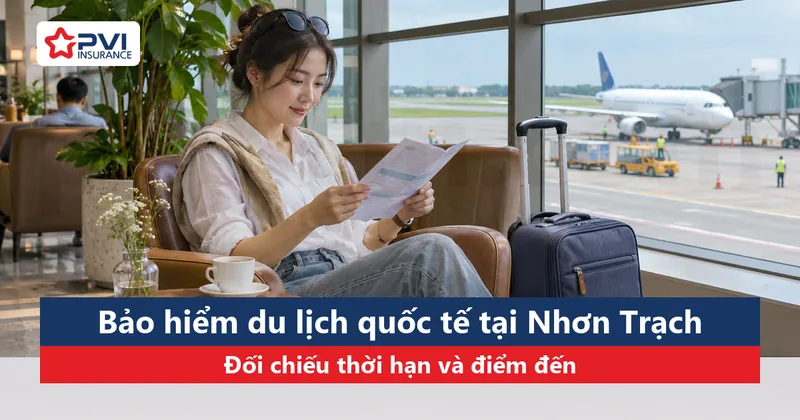 PVI
INSURANCE
Bảo hiểm du lịch quốc tế tại Nhơn Trạch
Đối chiếu thời hạn và điểm đến